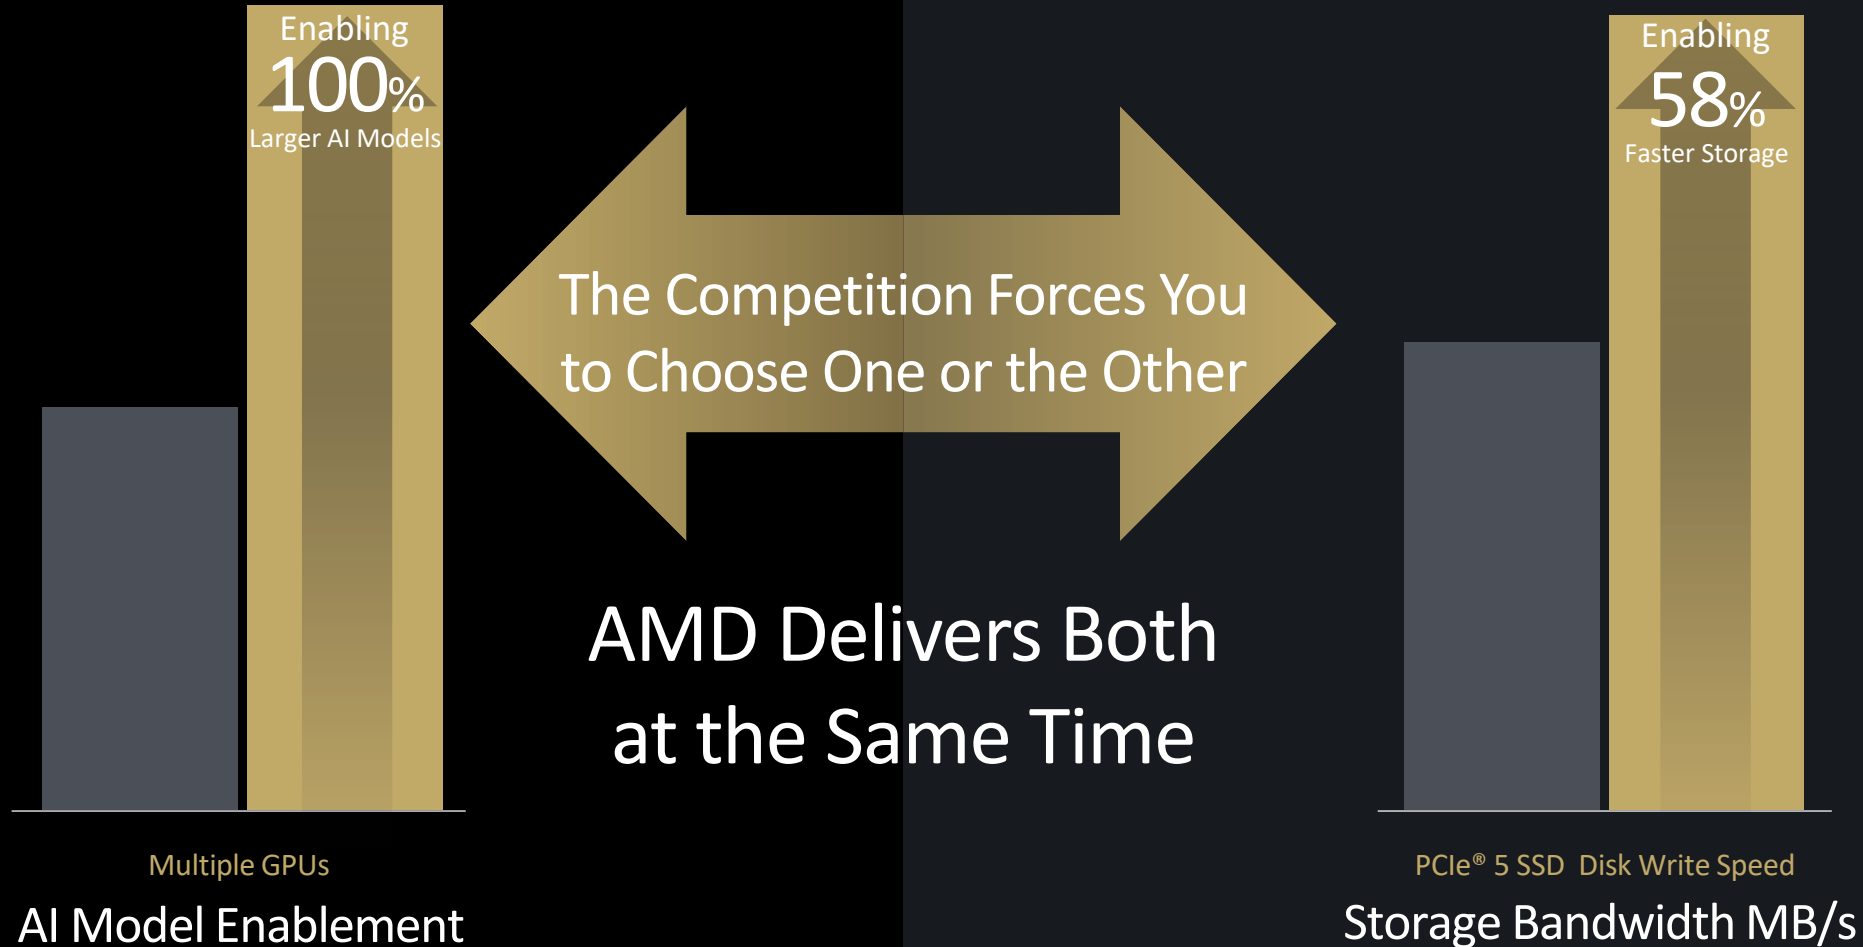 Enabling
100%
Larger AI Models
Multiple GPUs
AI Model Enablement
The Competition Forces You
to Choose One or the Other
AMD Delivers Both
at the Same Time
Enabling
58%
Faster Storage
PCIe® 5 SSD  Disk Write Speed
Storage Bandwidth MB/s